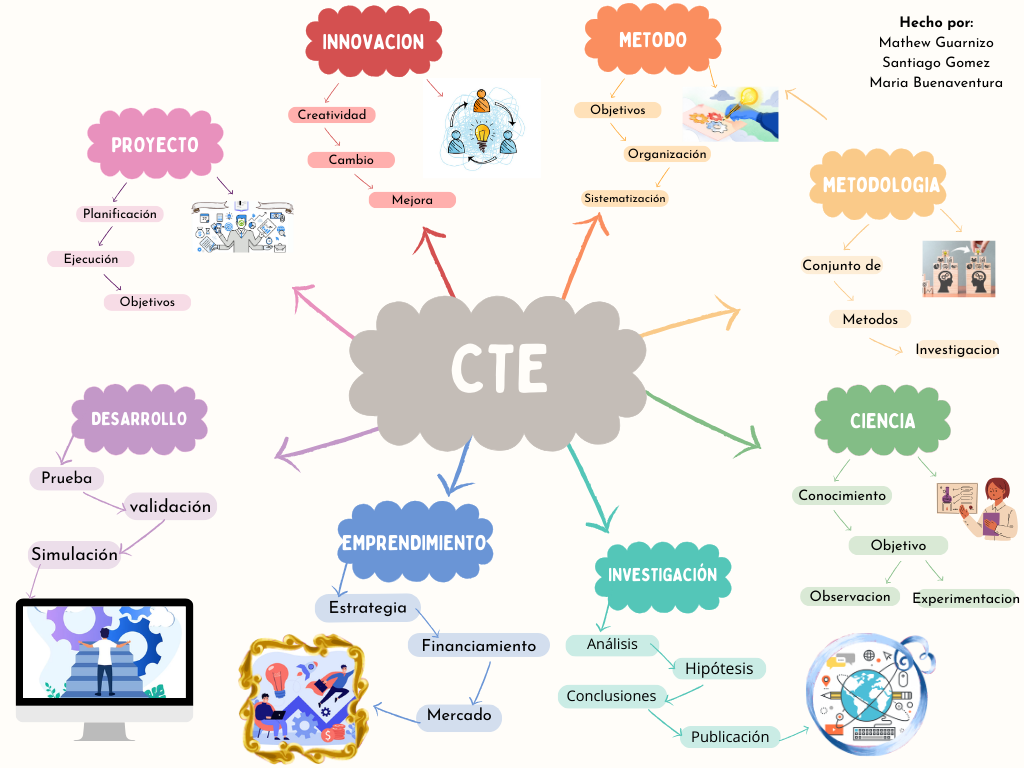 Hecho por:
Mathew Guarnizo
Santiago Gomez
Maria Buenaventura
INNOVACION
Creatividad
Cambio
Mejora
METODO
Objetivos
Organización
Sistematización
PROYECTO
Planificación
Ejecución
Objetivos
METODOLOGIA
Conjunto de
Metodos
Investigacion
CTE
DESARROLLO
Prueba
validación
Simulación
CIENCIA
Conocimiento
Objetivo
Observacion
Experimentacion
EMPRENDIMIENTO
Estrategia
Financiamiento
Mercado
INVESTIGACIÓN
Análisis
Hipótesis
Conclusiones
Publicación